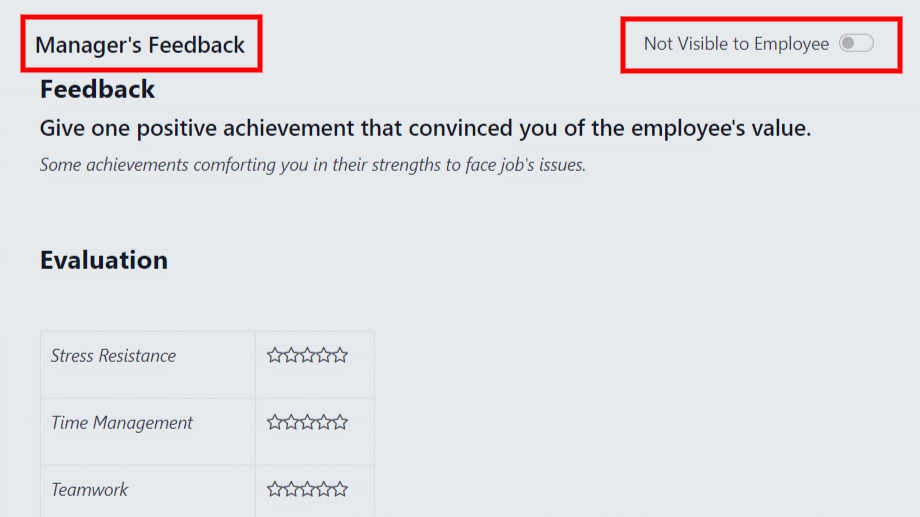 Manager's Feedback
Not Visible to Employee
Feedback
Give one positive achievement that convinced you of the employee's value.
Some achievements comforting you in their strengths to face job's issues.
Evaluation
Stress Resistance
Time Management
Teamwork